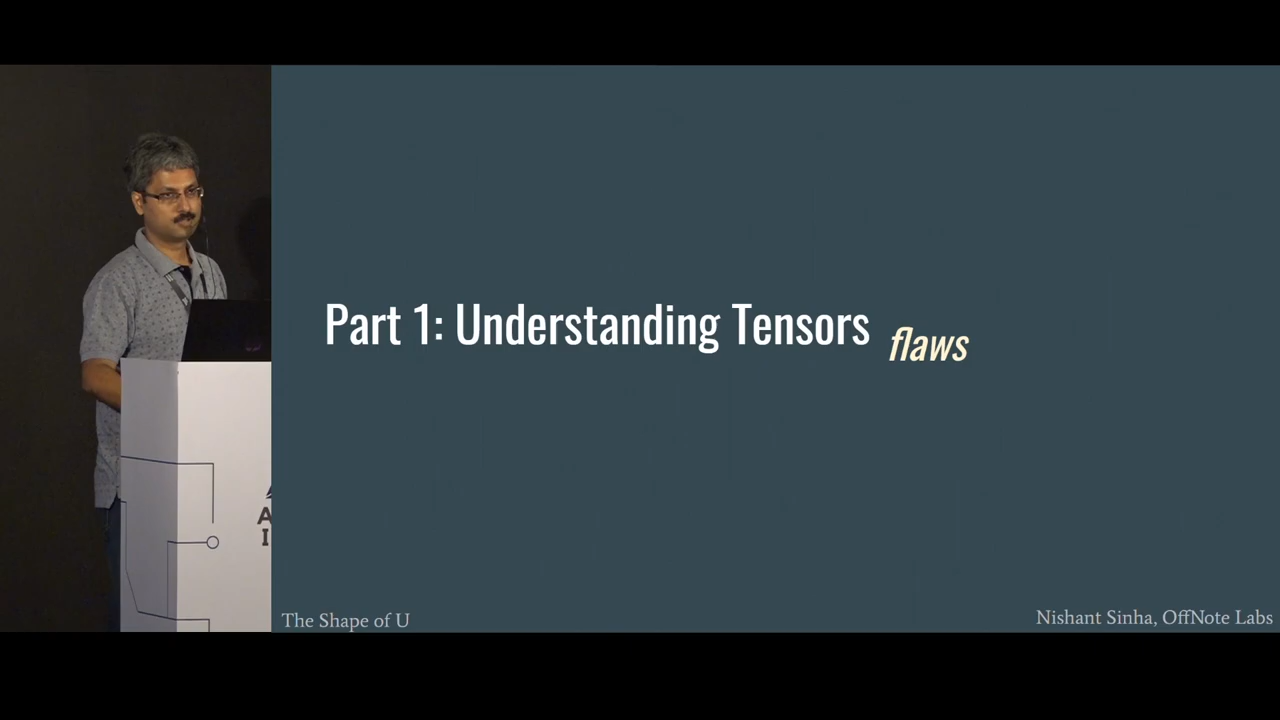 Part 1: Understanding Tensors
flaws
The Shape of U
Nishant Sinha, OffNote Labs